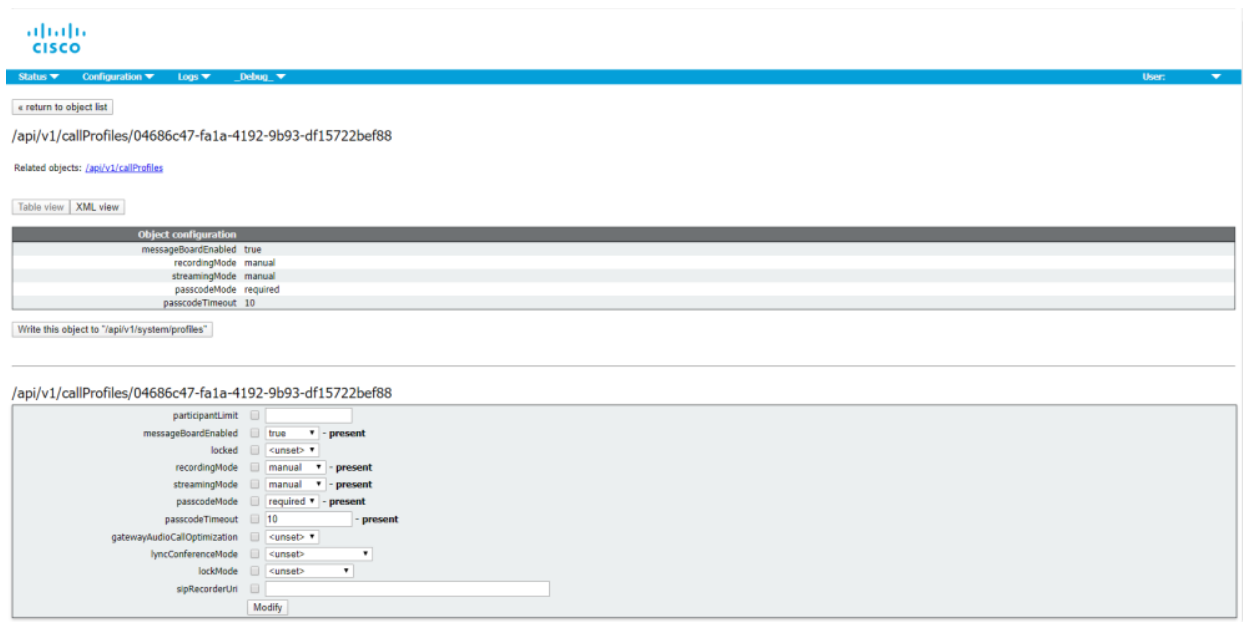 CISCO
Status Configuration Logs _Debug_ User:
« return to object list
/api/v1/callProfiles/04686c47-fa1a-4192-9b93-df15722bef88
Related objects: /api/v1/callProfiles
Table view XML view
Object configuration
messageBoardEnabled true
recordingMode manual
streamingMode manual
passcodeMode required
passcodeTimeout 10
Write this object to "/api/v1/system/profiles"
/api/v1/callProfiles/04686c47-fa1a-4192-9b93-df15722bef88
participantLimit
messageBoardEnabled true - present
locked <unset>
recordingMode manual - present
streamingMode manual - present
passcodeMode required - present
passcodeTimeout 10 - present
gatewayAudioCallOptimization <unset>
lyncConferenceMode <unset>
lockMode <unset>
sipRecorderUri
Modify